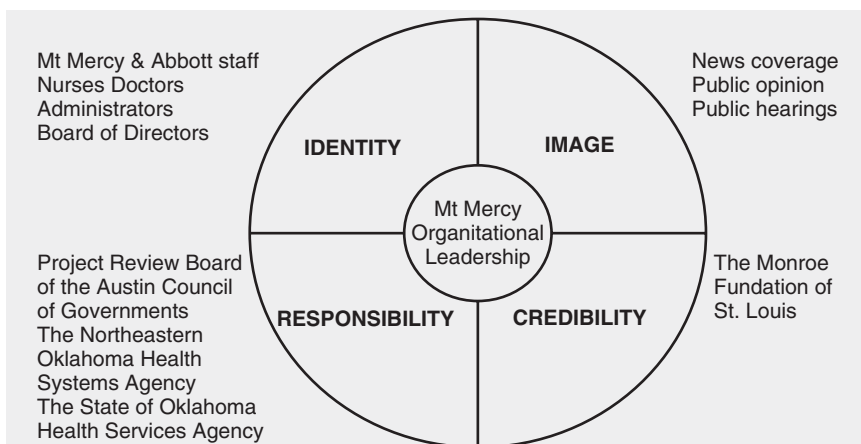 Mt Mercy & Abbott staff
Nurses Doctors
Administrators
Board of Directors
News coverage
Public opinion
Public hearings
IDENTITY
IMAGE
Mt Mercy
Organitational
Leadership
Project Review Board
of the Austin Council
of Governments
The Northeastern
Oklahoma Health
Systems Agency
The State of Oklahoma
Health Services Agency
RESPONSIBILITY
CREDIBILITY
The Monroe
Fundation of
St. Louis